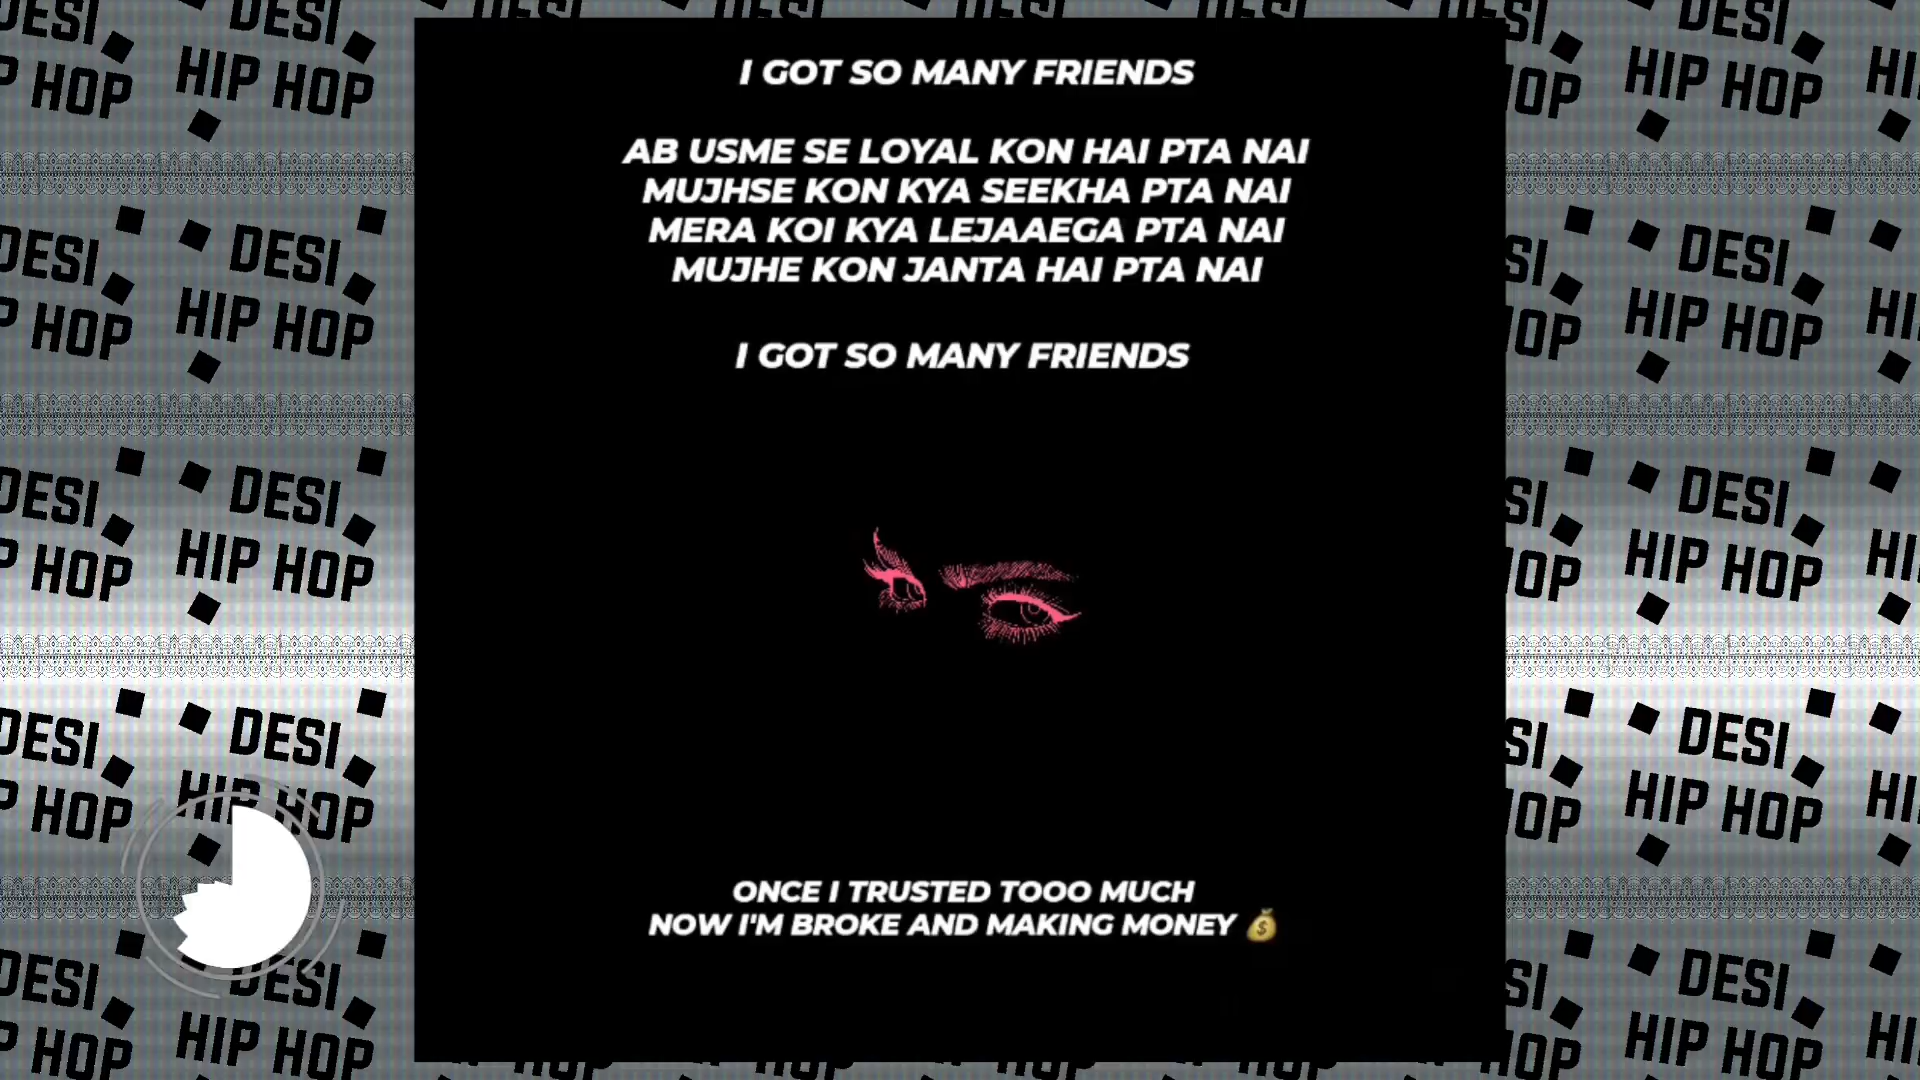 I GOT SO MANY FRIENDS
AB USME SE LOYAL KON HAI PTA NAI
MUJHSE KON KYA SEEKHA PTA NAI
MERA KOI KYA LEJAAEGA PTA NAI
MUJHE KON JANTA HAI PTA NAI
I GOT SO MANY FRIENDS
ONCE I TRUSTED TOOO MUCH
NOW I'M BROKE AND MAKING MONEY 💰
DESI
HIP HOP